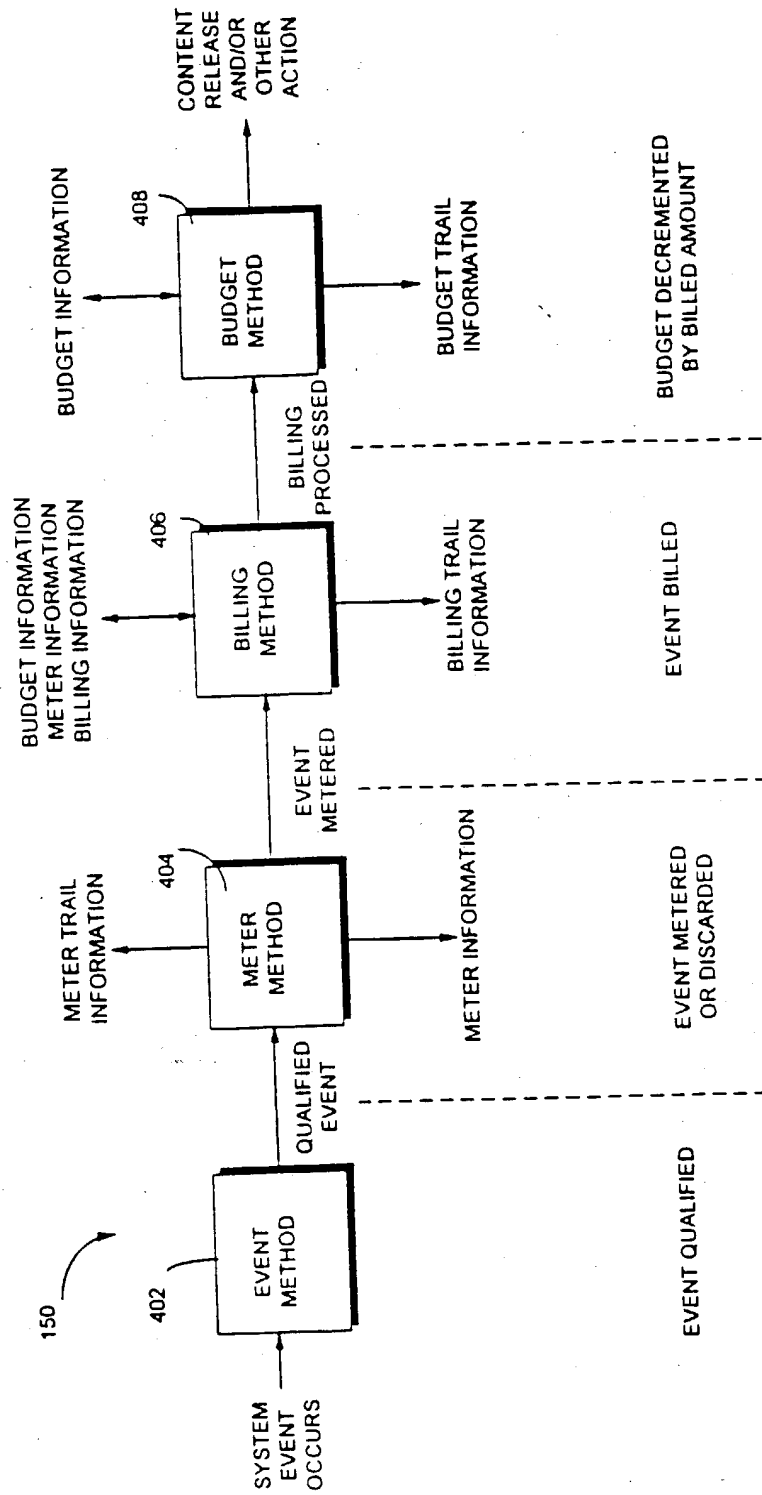 150
SYSTEM
EVENT
OCCURS
402
EVENT
METHOD
QUALIFIED
EVENT
METER TRAIL
INFORMATION
404
METER
METHOD
METER INFORMATION
EVENT
METERED
BUDGET INFORMATION
METER INFORMATION
BILLING INFORMATION
406
BILLING
METHOD
BILLING TRAIL
INFORMATION
BILLING
PROCESSED
BUDGET INFORMATION
408
BUDGET
METHOD
BUDGET TRAIL
INFORMATION
CONTENT
RELEASE
AND/OR
OTHER
ACTION
EVENT QUALIFIED
EVENT METERED
OR DISCARDED
EVENT BILLED
BUDGET DECREMENTED
BY BILLED AMOUNT